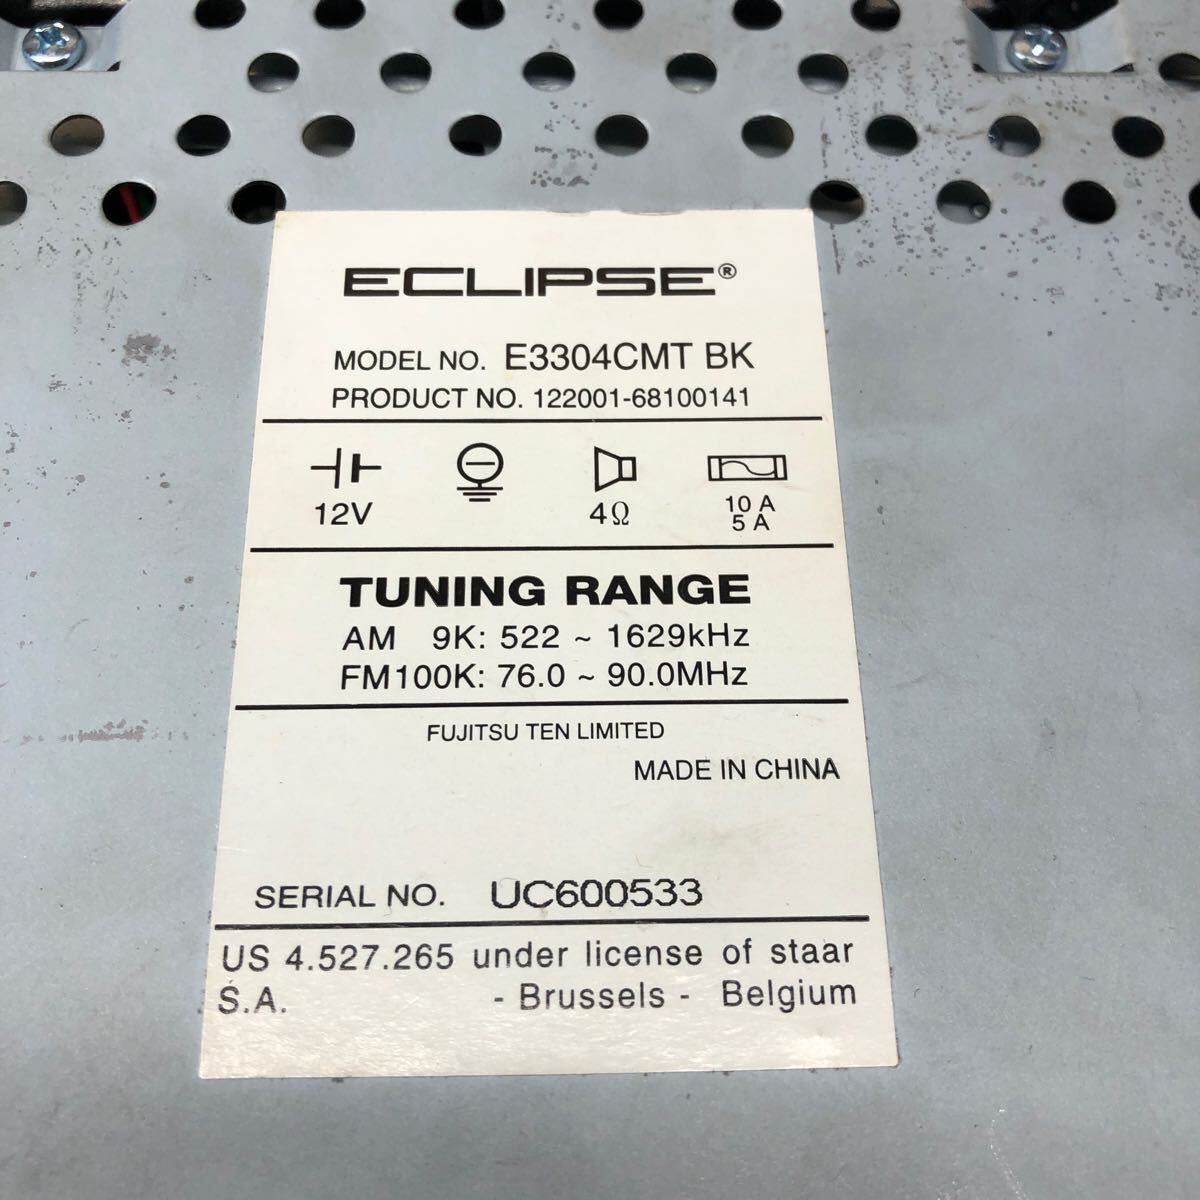 ECLIPSE®
MODEL NO. E3304CMT BK
PRODUCT NO. 122001-68100141
12V
4Ω
10 A
5 A
TUNING RANGE
AM 9K: 522 ~ 1629kHz
FM100K: 76.0 ~ 90.0MHz
FUJITSU TEN LIMITED
MADE IN CHINA
SERIAL NO. UC600533
US 4.527.265 under license of staar
S.A. - Brussels - Belgium